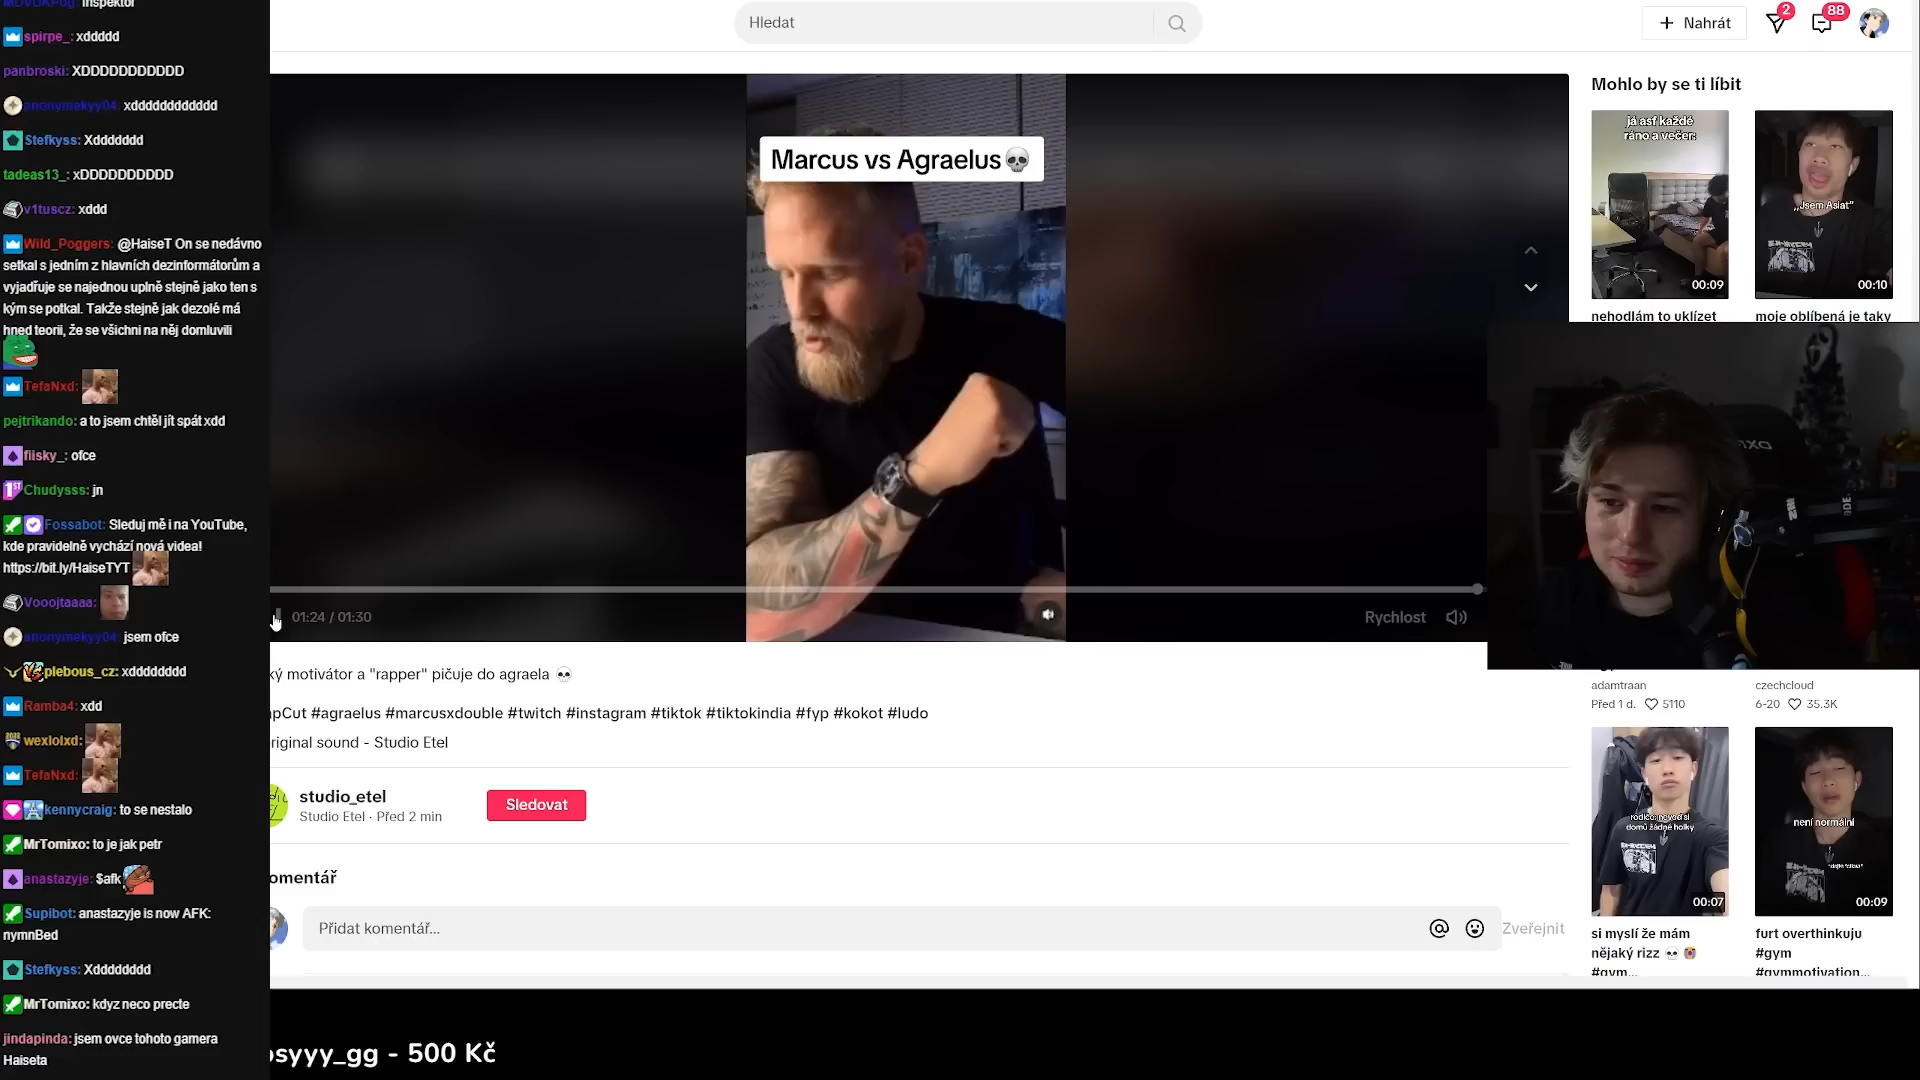 MDVDKPog: Inspektor
spirpe_: xddddd
panbroski: XDDDDDDDDDDD
anonymekyy04: xdddddddddddd
Stefkyss: Xddddddd
tadeas13_: xDDDDDDDDDD
v1tuscz: xddd
Wild_Poggers: @HaiseT On se nedávno
setkal s jedním z hlavních dezinformátorům a
vyjadřuje se najednou uplně stejně jako ten s
kým se potkal. Takže stejně jak dezolé má
hned teorii, že se všichni na něj domluvili
TefaNxd:
pejtrikando: a to jsem chtěl jít spát xdd
fiisky_: ofce
Chudysss: jn
Fossabot: Sleduj mě i na YouTube,
kde pravidelně vychází nová videa!
https://bit.ly/HaiseTYT
Vooojtaaaa:
anonymekyy04: jsem ofce
plebous_cz: xdddddddd
Ramba4: xdd
wexlolxd:
TefaNxd:
kennycraig: to se nestalo
MrTomixo: to je jak petr
anastazyje: $afk
Supibot: anastazyje is now AFK:
nymnBed
Stefkyss: Xdddddddd
MrTomixo: když neco precte
jindapinda: jsem ovce tohoto gamera
Haiseta
Hledat
Nahrát
2
88
Marcus vs Agraelus💀
01:24 / 01:30
Rychlost
ký motivátor a "rapper" pičuje do agraela 💀
pCut #agraelus #marcusxdouble #twitch #instagram #tiktok #tiktokindia #fyp #kokot #ludo
riginal sound - Studio Etel
studio_etel
Studio Etel · Před 2 min
Sledovat
omentář
Přidat komentář...
Zveřejnit
osyyy_gg - 500 Kč
Mohlo by se ti líbit
já asf každé
ráno a večer:
00:09
„Jsem Asiat"
00:10
nehodlám to uklízet
moje oblíbená je taky
adamtraan
Před 1 d. 5110
czechcloud
6-20 35.3K
domů žádné holky
00:07
není normální
00:09
si myslí že mám
nějaký rizz 💀 😭
#gym...
furt overthinkuju
#gym
#gymmotivation...